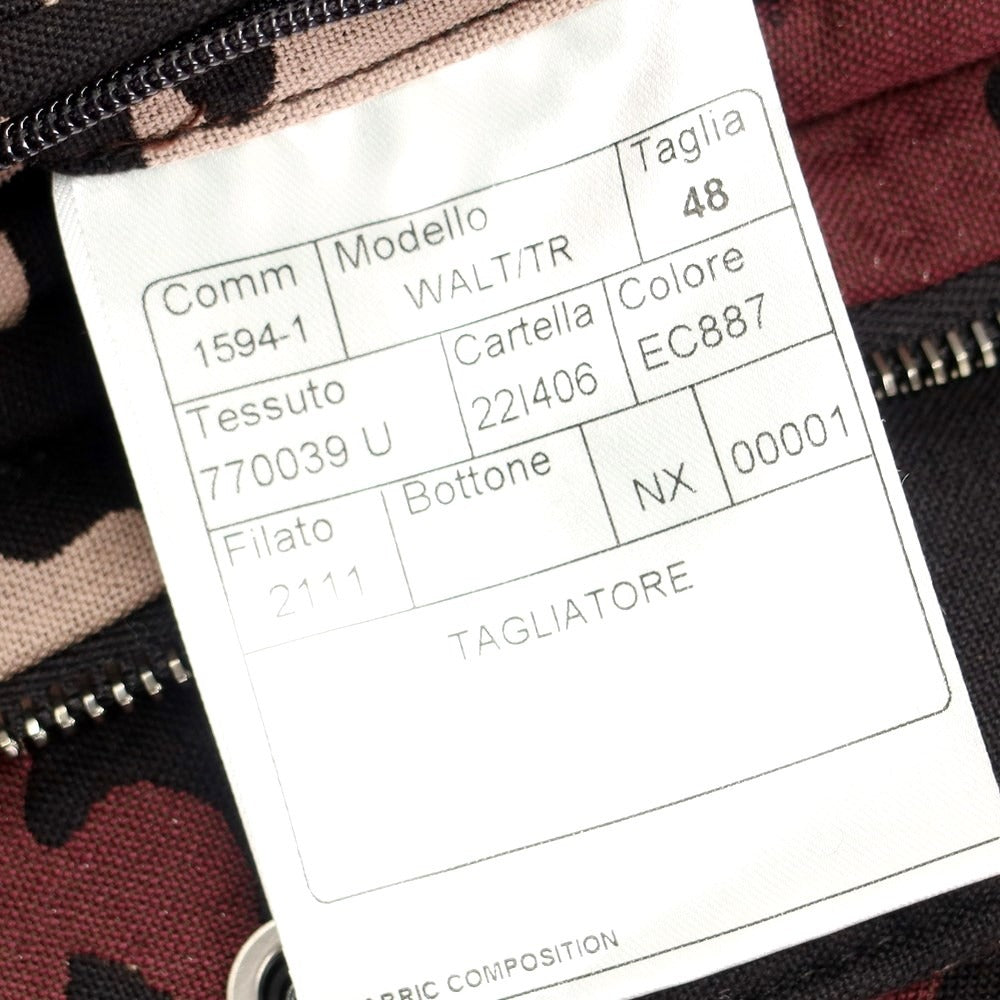 Comm Modello Taglia
1594-1 WALT/TR 48
Tessuto Cartella Colore
770039 U 22I406 EC887
Filato Bottone NX 00001
2111
TAGLIATORE
COMPOSITION